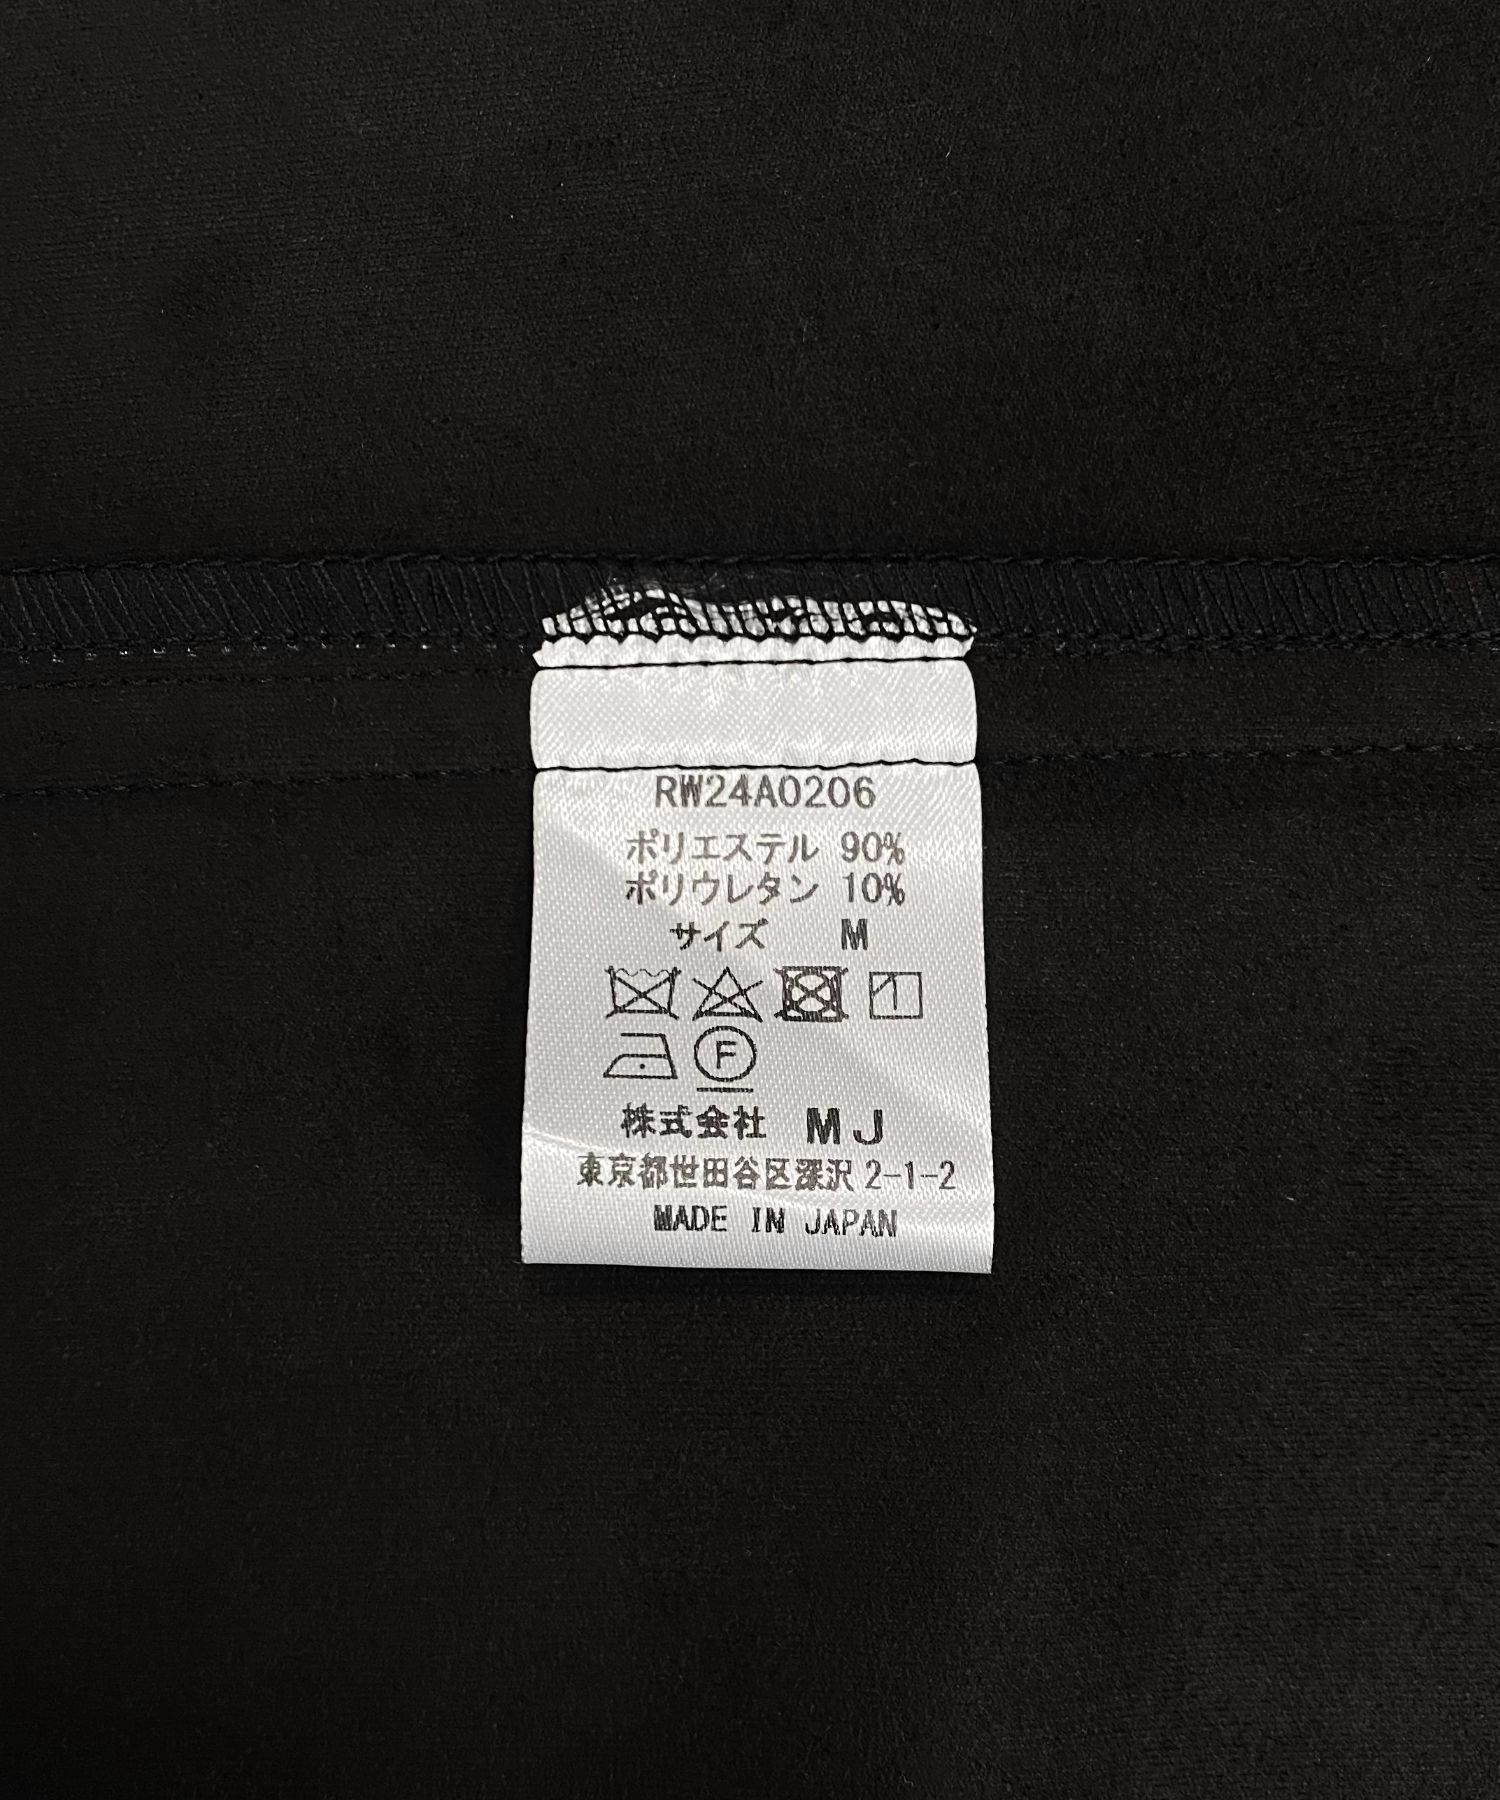 RW24A0206
ポリエステル 90%
ポリウレタン 10%
サイズ M
F
株式会社 MJ
東京都世田谷区深沢2-1-2
MADE IN JAPAN